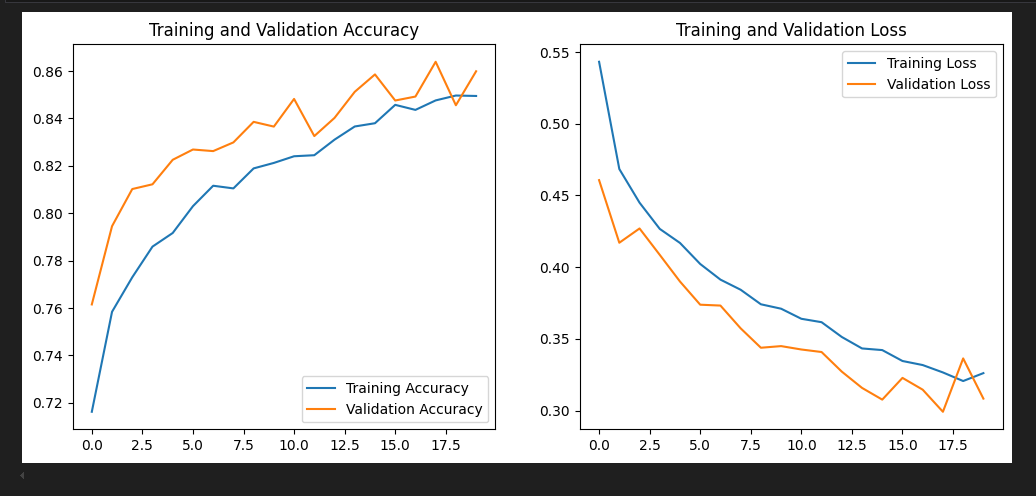 Training and Validation Accuracy
0.86
0.84
0.82
0.80
0.78
0.76
0.74
0.72
Training Accuracy
Validation Accuracy
0.0 2.5 5.0 7.5 10.0 12.5 15.0 17.5
Training and Validation Loss
0.55
0.50
0.45
0.40
0.35
0.30
Training Loss
Validation Loss
0.0 2.5 5.0 7.5 10.0 12.5 15.0 17.5